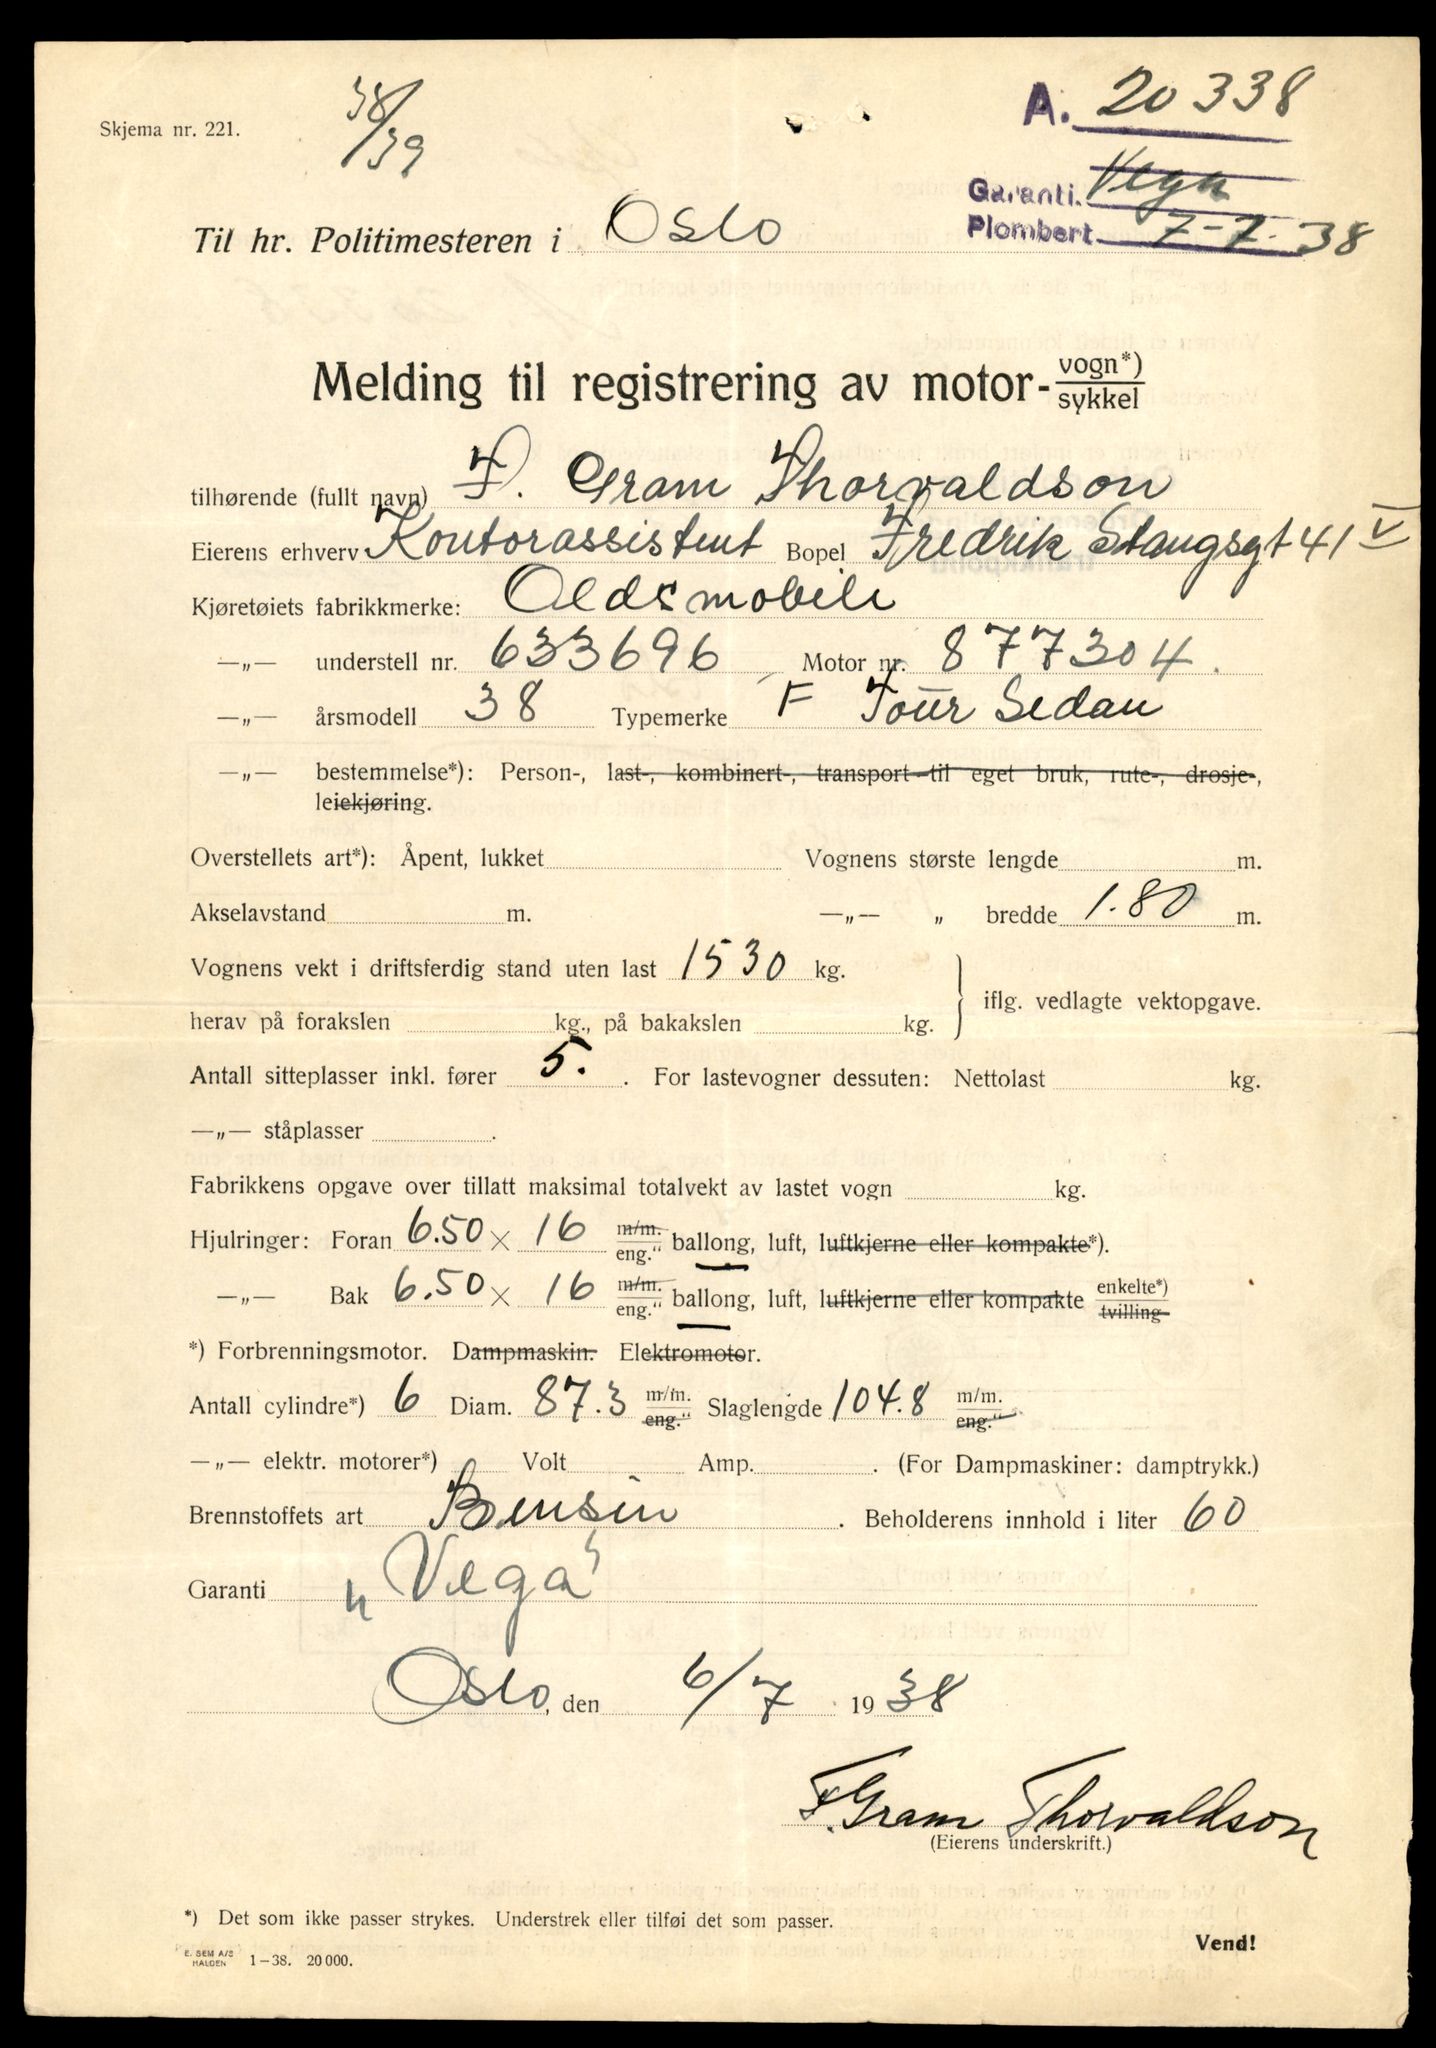 Skjema nr. 221.
38/39
A. 20338
Garanti. Vega
Plombert 7-7-38
Til hr. Politimesteren i Oslo
Melding til registrering av motor-vogn*)/sykkel
tilhørende (fullt navn) F. Gram Thorvaldson
Eierens erhverv Kontorassistent Bopel Fredrik Stangsgt 41 V
Kjøretøiets fabrikkmerke: Oldsmobile
—„— understell nr. 633696 Motor nr. 877304.
—„— årsmodell 38 Typemerke F Tour Sedan
—„— bestemmelse*): Person-, last-, kombinert-, transport til eget bruk, rute-, drosje-,
leiekjøring.
Overstellets art*): Åpent, lukket Vognens største lengde m.
Akselavstand m. —„— „ bredde 1.80 m.
Vognens vekt i driftsferdig stand uten last 1530 kg.
iflg. vedlagte vektopgave.
herav på forakslen kg., på bakakslen kg.
Antall sitteplasser inkl. fører 5. . For lastevogner dessuten: Nettolast kg.
—„— ståplasser .
Fabrikkens opgave over tillatt maksimal totalvekt av lastet vogn kg.
Hjulringer: Foran 6.50 × 16 m/m. eng." ballong, luft, luftkjerne eller kompakte*).
—„— Bak 6.50 × 16 m/m. eng." ballong, luft, luftkjerne eller kompakte enkelte*) tvilling
*) Forbrenningsmotor. Dampmaskin. Elektromotor.
Antall cylindre*) 6 Diam. 87.3 m/m. eng." Slaglengde 104.8 m/m. eng."
—„— elektr. motorer*) Volt Amp. . (For Dampmaskiner: damptrykk.)
Brennstoffets art Bensin . Beholderens innhold i liter 60
Garanti „Vega"
Oslo, den 6/7 1938
F. Gram Thorvaldson
(Eierens underskrift.)
*) Det som ikke passer strykes. Understrek eller tilføi det som passer.
Vend!
E. SEM A/S
HALDEN 1–38. 20 000.